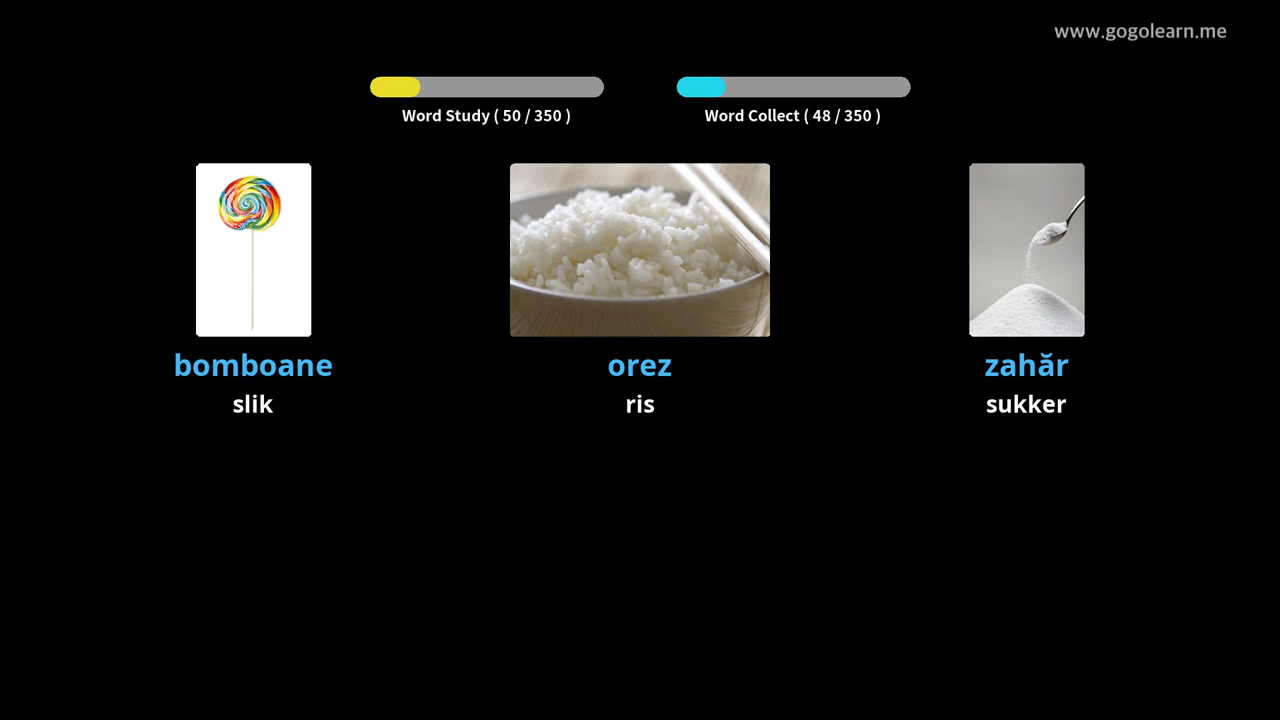 www.gogolearn.me
Word Study ( 50 / 350 )
Word Collect ( 48 / 350 )
bomboane
slik
orez
ris
zahăr
sukker